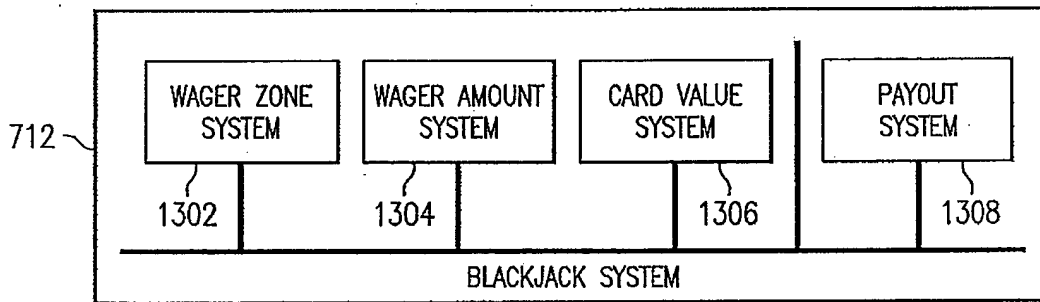 WAGER ZONE
SYSTEM
WAGER AMOUNT
SYSTEM
CARD VALUE
SYSTEM
PAYOUT
SYSTEM
712
1302
1304
1306
1308
BLACKJACK SYSTEM